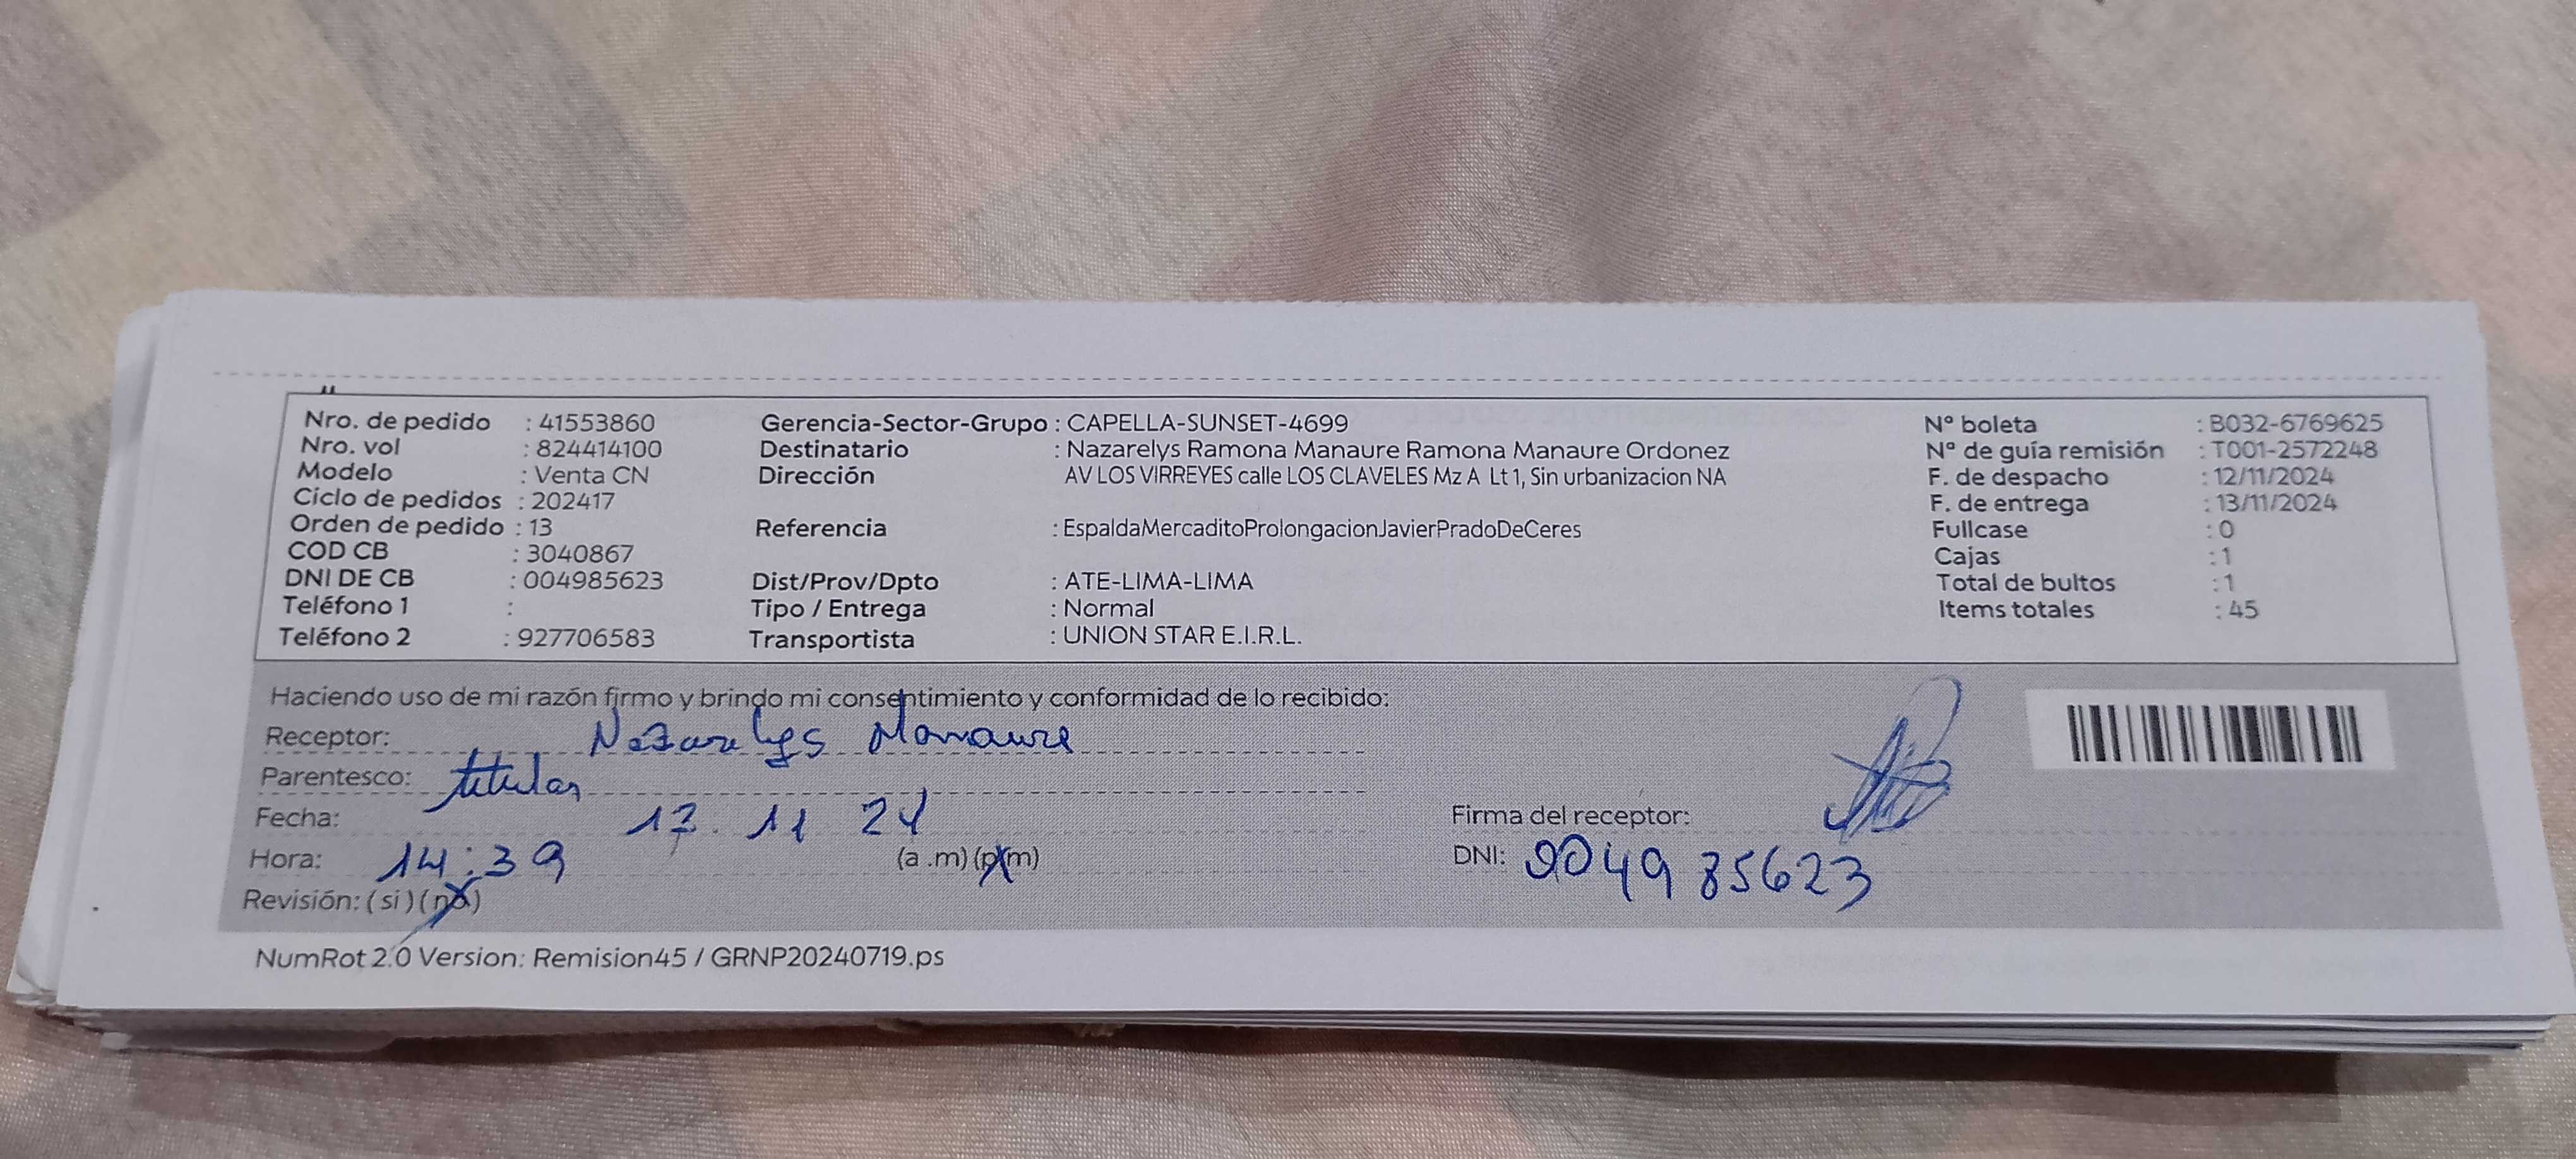 Nro. de pedido : 41553860 Gerencia-Sector-Grupo : CAPELLA-SUNSET-4699 Nº boleta : B032-6769625
Nro. vol : 824414100 Destinatario : Nazarelys Ramona Manaure Ramona Manaure Ordonez Nº de guía remisión : T001-2572248
Modelo : Venta CN Dirección AV LOS VIRREYES calle LOS CLAVELES Mz A Lt 1, Sin urbanizacion NA F. de despacho : 12/11/2024
Ciclo de pedidos : 202417 F. de entrega : 13/11/2024
Orden de pedido : 13 Referencia : EspaldaMercaditoProlongacionJavierPradoDeCeres Fullcase : 0
COD CB : 3040867 Cajas : 1
DNI DE CB : 004985623 Dist/Prov/Dpto : ATE-LIMA-LIMA Total de bultos : 1
Teléfono 1 : Tipo / Entrega : Normal Items totales : 45
Teléfono 2 : 927706583 Transportista : UNION STAR E.I.R.L.
Haciendo uso de mi razón firmo y brindo mi consentimiento y conformidad de lo recibido:
Receptor: Nazarelys Manaure
Parentesco: titular
Fecha: 13 . 11 24 Firma del receptor:
Hora: 14:39 (a .m) (p.m) DNI: 004985623
Revisión: ( si ) ( no )
NumRot 2.0 Version: Remision45 / GRNP20240719.ps